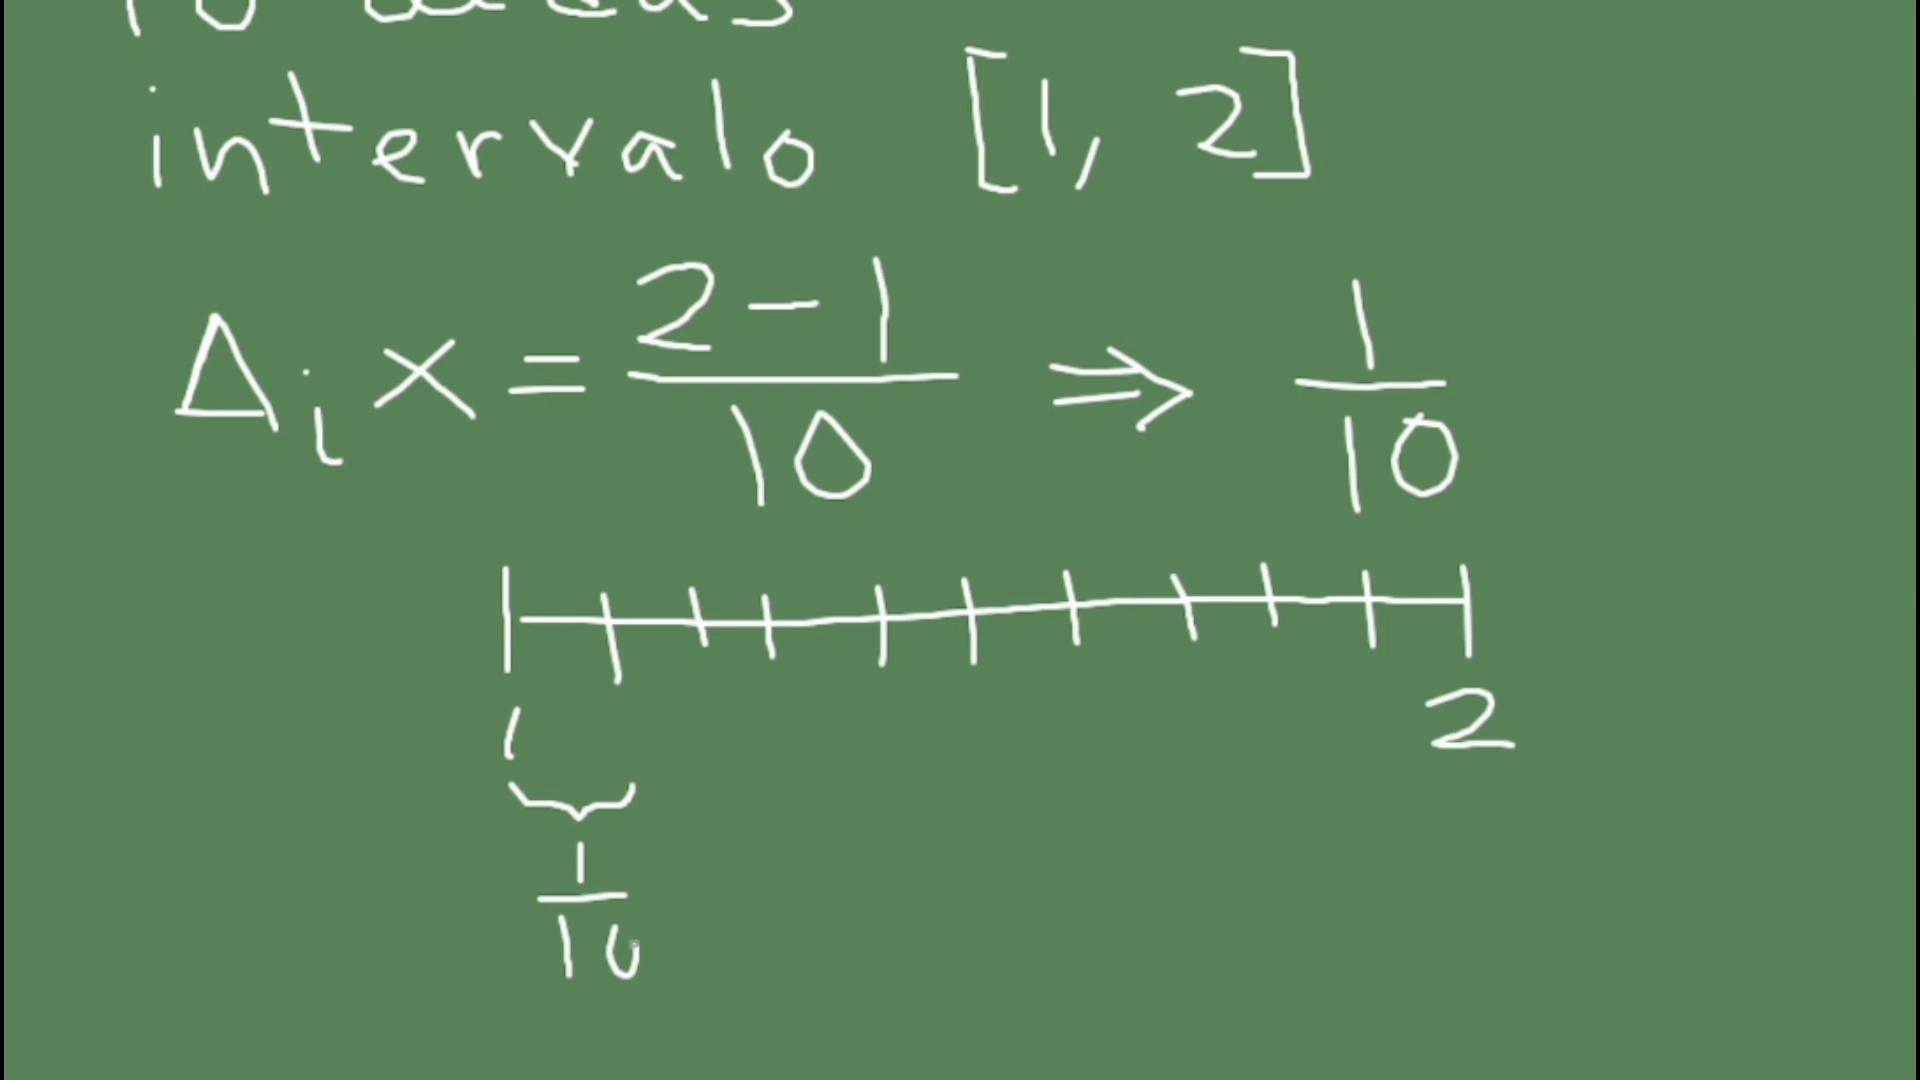 intervalo [1, 2]
Δᵢx = (2 - 1)/10 ⇒ 1/10
1 2
1/10